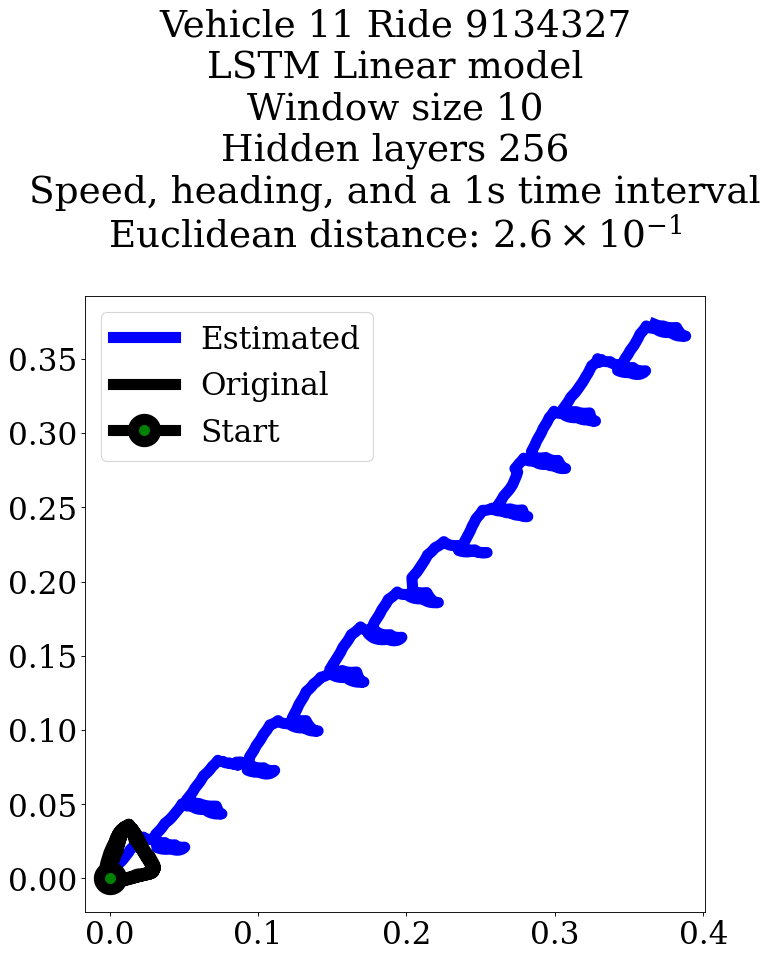 Vehicle 11 Ride 9134327
LSTM Linear model
Window size 10
Hidden layers 256
Speed, heading, and a 1s time interval
Euclidean distance: 2.6 × 10⁻¹
Estimated
Original
Start
0.35
0.30
0.25
0.20
0.15
0.10
0.05
0.00
0.0 0.1 0.2 0.3 0.4